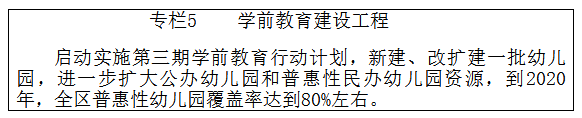 专栏5　　学前教育建设工程
启动实施第三期学前教育行动计划，新建、改扩建一批幼儿
园，进一步扩大公办幼儿园和普惠性民办幼儿园资源，到2020
年，全区普惠性幼儿园覆盖率达到80%左右。